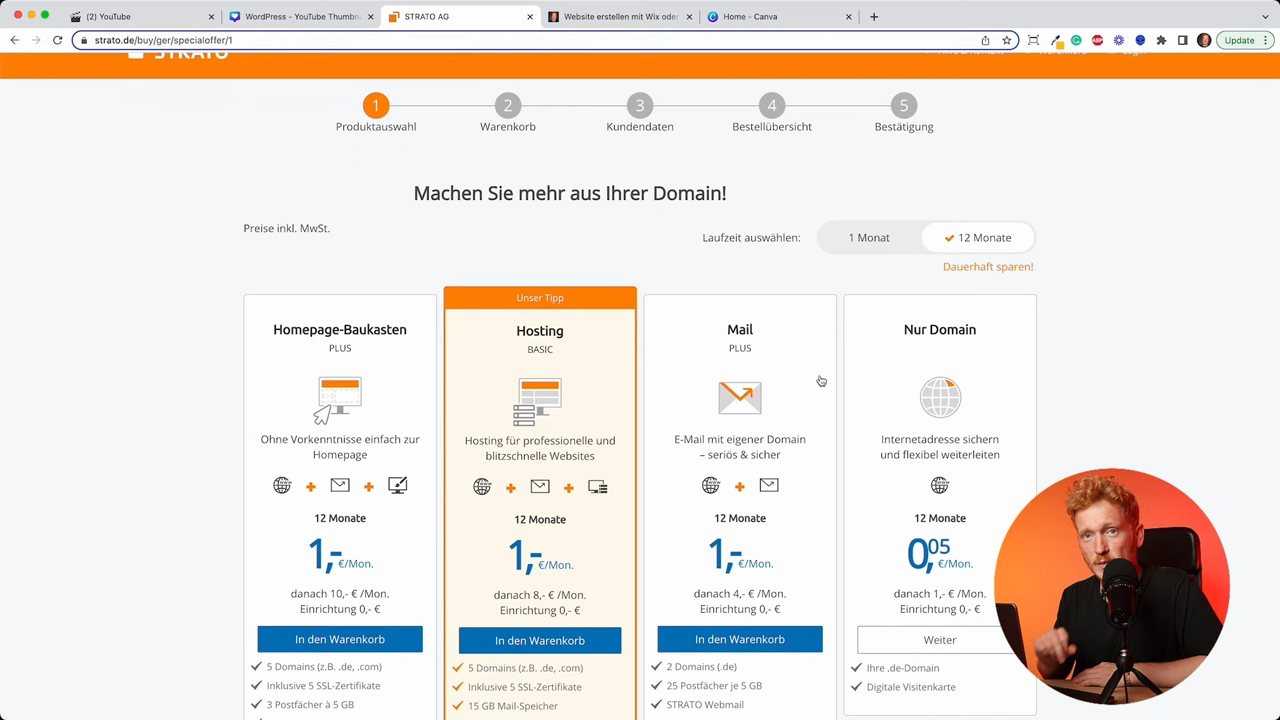 (2) YouTube
WordPress - YouTube Thumbna
STRATO AG
Website erstellen mit Wix oder
Home - Canva
strato.de/buy/ger/specialoffer/1
ABP
Update
STRATO
1
2
3
4
5
Produktauswahl
Warenkorb
Kundendaten
Bestellübersicht
Bestätigung
Machen Sie mehr aus Ihrer Domain!
Preise inkl. MwSt.
Laufzeit auswählen:
1 Monat
12 Monate
Dauerhaft sparen!
Homepage-Baukasten
PLUS
Ohne Vorkenntnisse einfach zur
Homepage
12 Monate
1,- €/Mon.
danach 10,- € /Mon.
Einrichtung 0,- €
In den Warenkorb
5 Domains (z.B. .de, .com)
Inklusive 5 SSL-Zertifikate
3 Postfächer à 5 GB
Unser Tipp
Hosting
BASIC
Hosting für professionelle und
blitzschnelle Websites
12 Monate
1,- €/Mon.
danach 8,- € /Mon.
Einrichtung 0,- €
In den Warenkorb
5 Domains (z.B. .de, .com)
Inklusive 5 SSL-Zertifikate
15 GB Mail-Speicher
Mail
PLUS
E-Mail mit eigener Domain
– seriös & sicher
12 Monate
1,- €/Mon.
danach 4,- € /Mon.
Einrichtung 0,- €
In den Warenkorb
2 Domains (.de)
25 Postfächer je 5 GB
STRATO Webmail
Nur Domain
Internetadresse sichern
und flexibel weiterleiten
12 Monate
0,05 €/Mon.
danach 1,- € /Mon.
Einrichtung 0,- €
Weiter
Ihre .de-Domain
Digitale Visitenkarte